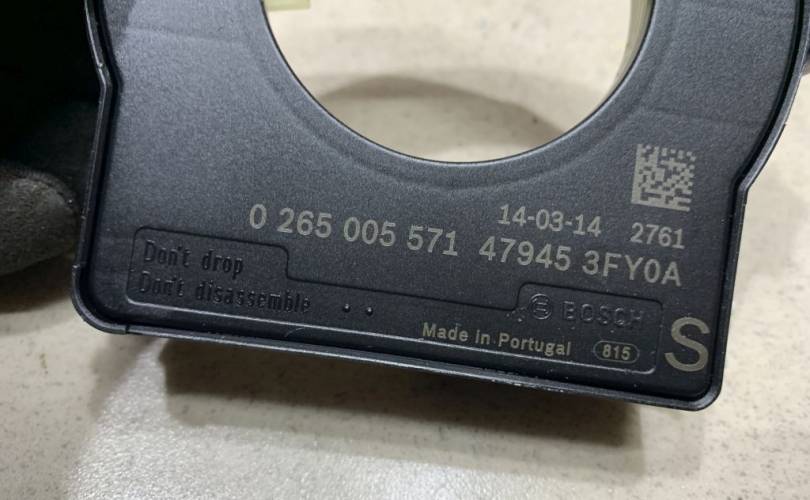 14-03-14 2761
0 265 005 571 47945 3FY0A
Don't drop
Don't disassemble
BOSCH
Made in Portugal 815
S